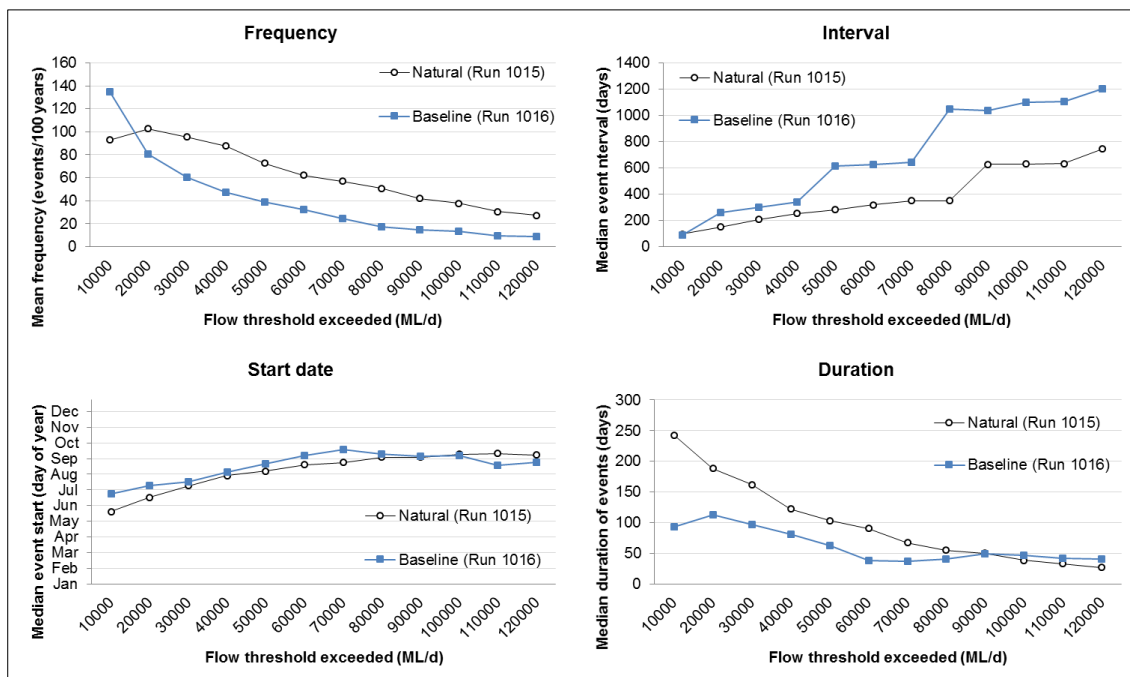 Frequency
Mean frequency (events/100 years)
160
140
120
100
80
60
40
20
0
Natural (Run 1015)
Baseline (Run 1016)
10000
20000
30000
40000
50000
60000
70000
80000
90000
100000
110000
120000
Flow threshold exceeded (ML/d)
Interval
Median event nterval (days)
1400
1200
1000
800
600
400
200
0
Natural (Run 1015)
Baseline (Run 1016)
10000
20000
30000
40000
50000
60000
70000
80000
90000
100000
110000
120000
Flow threshold exceeded (ML/d)
Start date
Median event start (day of year)
Dec
Nov
Oct
Sep
Aug
Jul
Jun
May
Apr
Mar
Feb
Jan
Natural (Run 1015)
Baseline (Run 1016)
10000
20000
30000
40000
50000
60000
70000
80000
90000
100000
110000
120000
Flow threshold exceeded (ML/d)
Duration
Median duration of events (days)
300
250
200
150
100
50
0
Natural (Run 1015)
Baseline (Run 1016)
10000
20000
30000
40000
50000
60000
70000
80000
90000
100000
110000
120000
Flow threshold exceeded (ML/d)